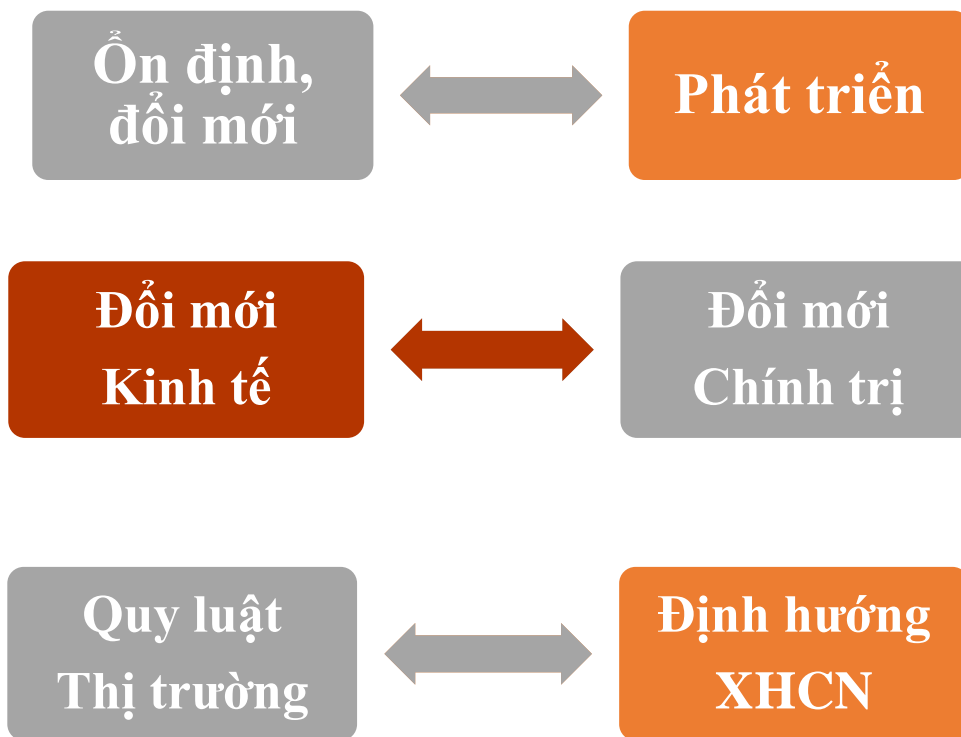 Ổn định,
đổi mới
Phát triển
Đổi mới
Kinh tế
Đổi mới
Chính trị
Quy luật
Thị trường
Định hướng
XHCN